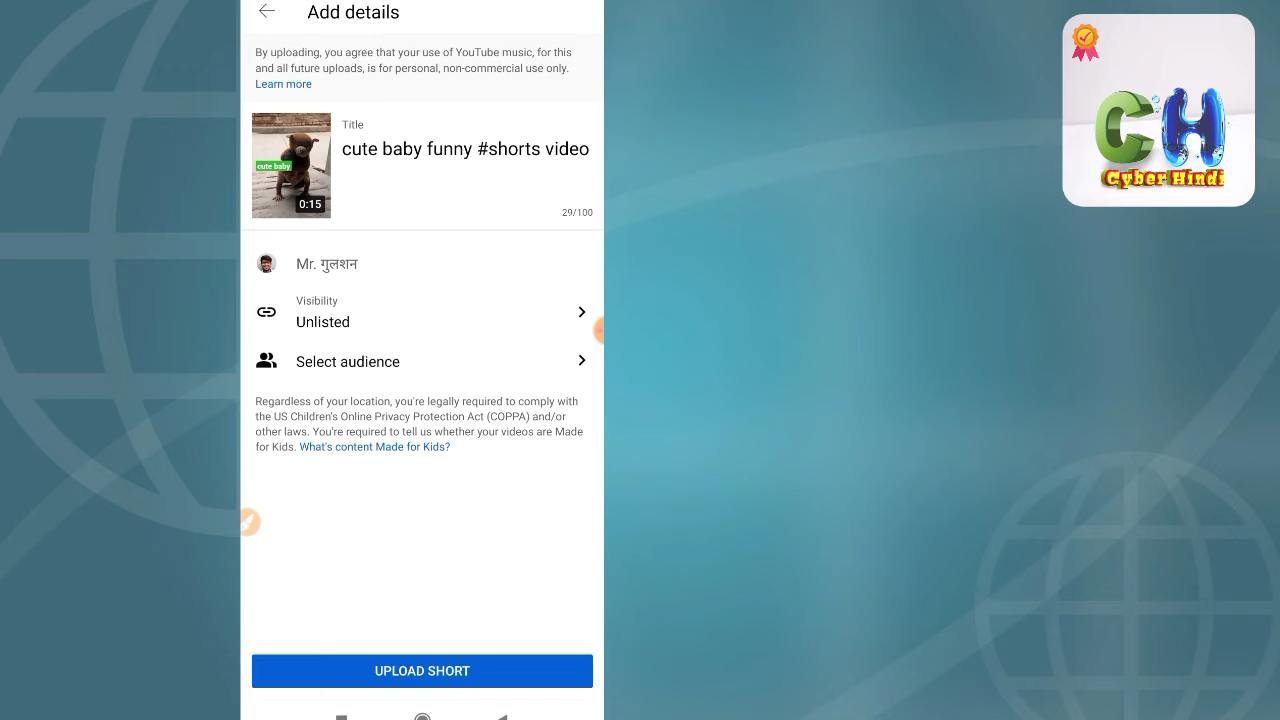 Add details
By uploading, you agree that your use of YouTube music, for this
and all future uploads, is for personal, non-commercial use only.
Learn more
Title
cute baby funny #shorts video
cute baby
0:15
29/100
Mr. गुलशन
Visibility
Unlisted
Select audience
Regardless of your location, you're legally required to comply with
the US Children's Online Privacy Protection Act (COPPA) and/or
other laws. You're required to tell us whether your videos are Made
for Kids. What's content Made for Kids?
UPLOAD SHORT
CH
Cyber Hindi